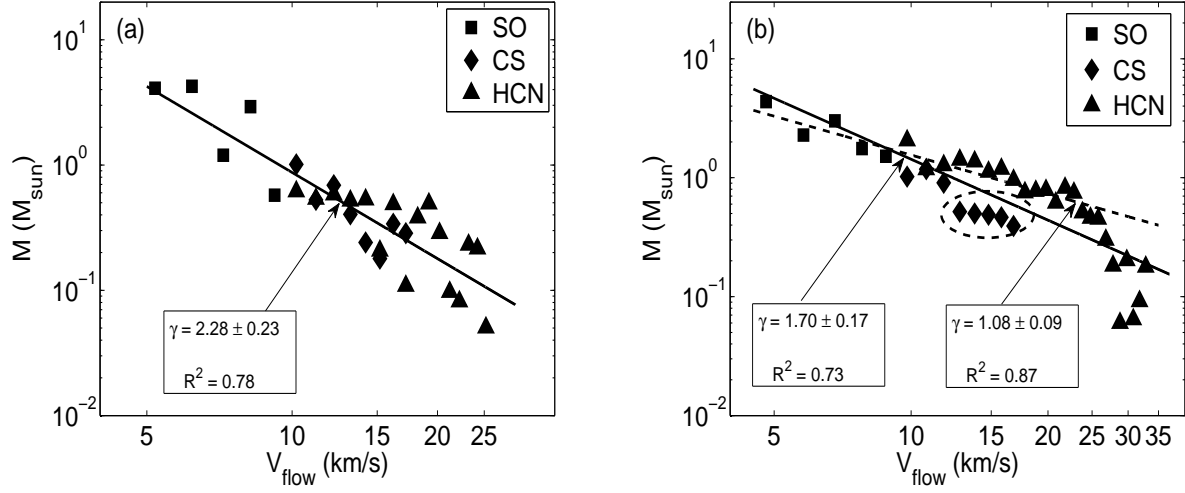 (a)
SO
CS
HCN
10^1
10^0
10^-1
10^-2
M (M_sun)
γ = 2.28 ± 0.23
R^2 = 0.78
5 10 15 20 25
V_flow (km/s)
(b)
SO
CS
HCN
10^1
10^0
10^-1
10^-2
M (M_sun)
γ = 1.70 ± 0.17
R^2 = 0.73
γ = 1.08 ± 0.09
R^2 = 0.87
5 10 15 20 25 30 35
V_flow (km/s)